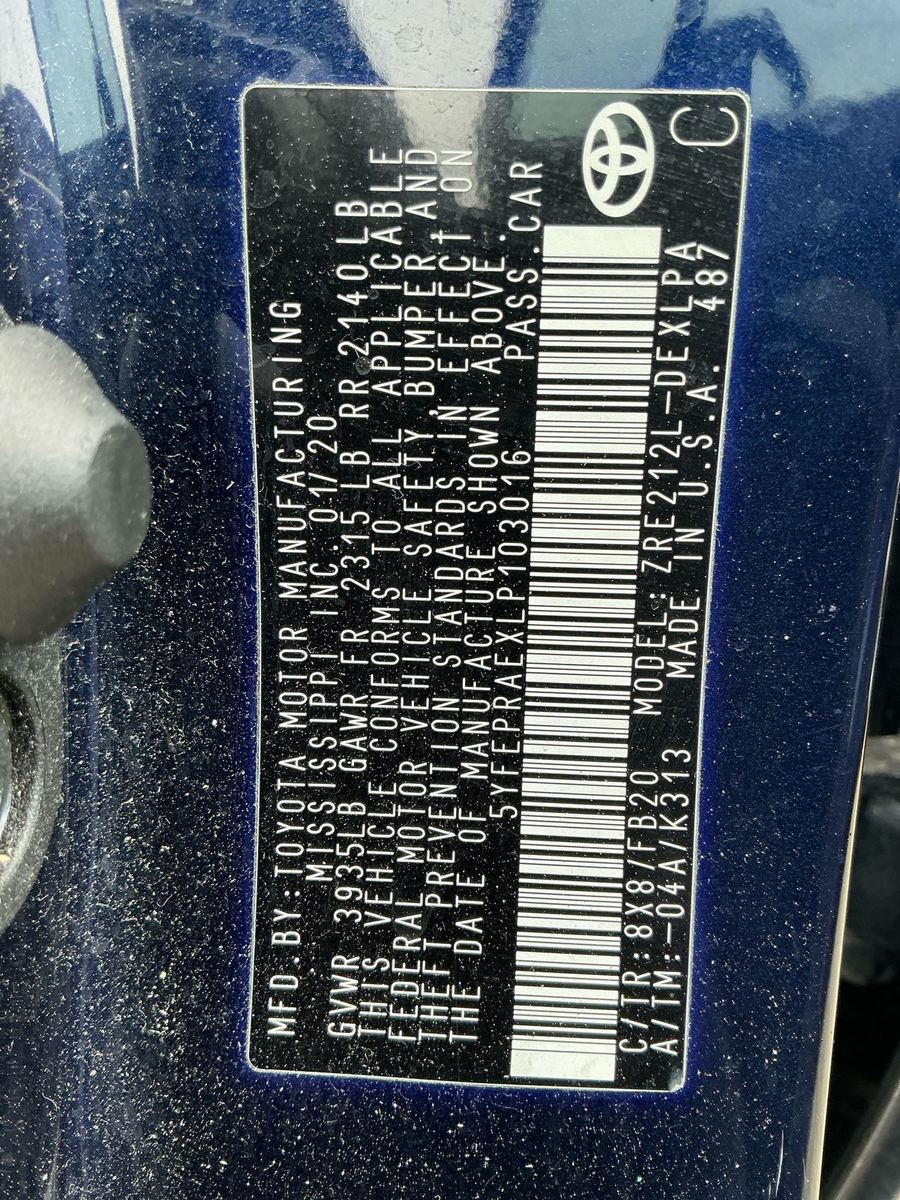 MFD.BY:TOYOTA MOTOR MANUFACTURING
MISSISSIPPI INC.01/20
GVWR 3935LB GAWR FR 2315 LB RR 2140 LB
THIS VEHICLE CONFORMS TO ALL APPLICABLE
FEDERAL MOTOR VEHICLE SAFETY, BUMPER AND
THEFT PREVENTION STANDARDS IN EFFECT ON
THE DATE OF MANUFACTURE SHOWN ABOVE.
5YFEPRAEXLP103016 PASS.CAR
C/TR:8X8/FB20 MODEL: ZRE212L-DEXLPA
A/TM:-04A/K313 MADE IN U.S.A. 487
C